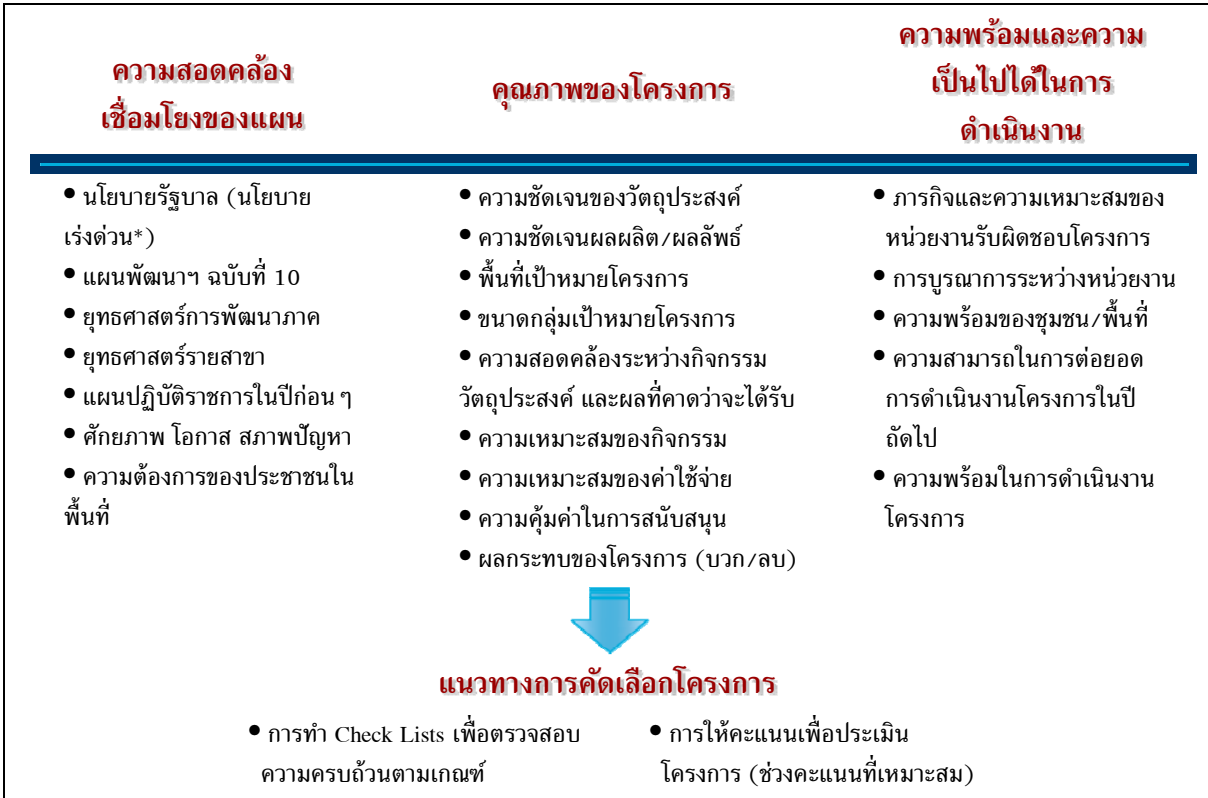 ความสอดคล้อง
เชื่อมโยงของแผน
คุณภาพของโครงการ
ความพร้อมและความ
เป็นไปได้ในการ
ดำเนินงาน
• นโยบายรัฐบาล (นโยบาย
เร่งด่วน*)
• แผนพัฒนาฯ ฉบับที่ 10
• ยุทธศาสตร์การพัฒนาภาค
• ยุทธศาสตร์รายสาขา
• แผนปฏิบัติราชการในปีก่อน ๆ
• ศักยภาพ โอกาส สภาพปัญหา
• ความต้องการของประชาชนใน
พื้นที่
• ความชัดเจนของวัตถุประสงค์
• ความชัดเจนผลผลิต/ผลลัพธ์
• พื้นที่เป้าหมายโครงการ
• ขนาดกลุ่มเป้าหมายโครงการ
• ความสอดคล้องระหว่างกิจกรรม
วัตถุประสงค์ และผลที่คาดว่าจะได้รับ
• ความเหมาะสมของกิจกรรม
• ความเหมาะสมของค่าใช้จ่าย
• ความคุ้มค่าในการสนับสนุน
• ผลกระทบของโครงการ (บวก/ลบ)
• ภารกิจและความเหมาะสมของ
หน่วยงานรับผิดชอบโครงการ
• การบูรณาการระหว่างหน่วยงาน
• ความพร้อมของชุมชน/พื้นที่
• ความสามารถในการต่อยอด
การดำเนินงานโครงการในปี
ถัดไป
• ความพร้อมในการดำเนินงาน
โครงการ
แนวทางการคัดเลือกโครงการ
• การทำ Check Lists เพื่อตรวจสอบ
ความครบถ้วนตามเกณฑ์
• การให้คะแนนเพื่อประเมิน
โครงการ (ช่วงคะแนนที่เหมาะสม)